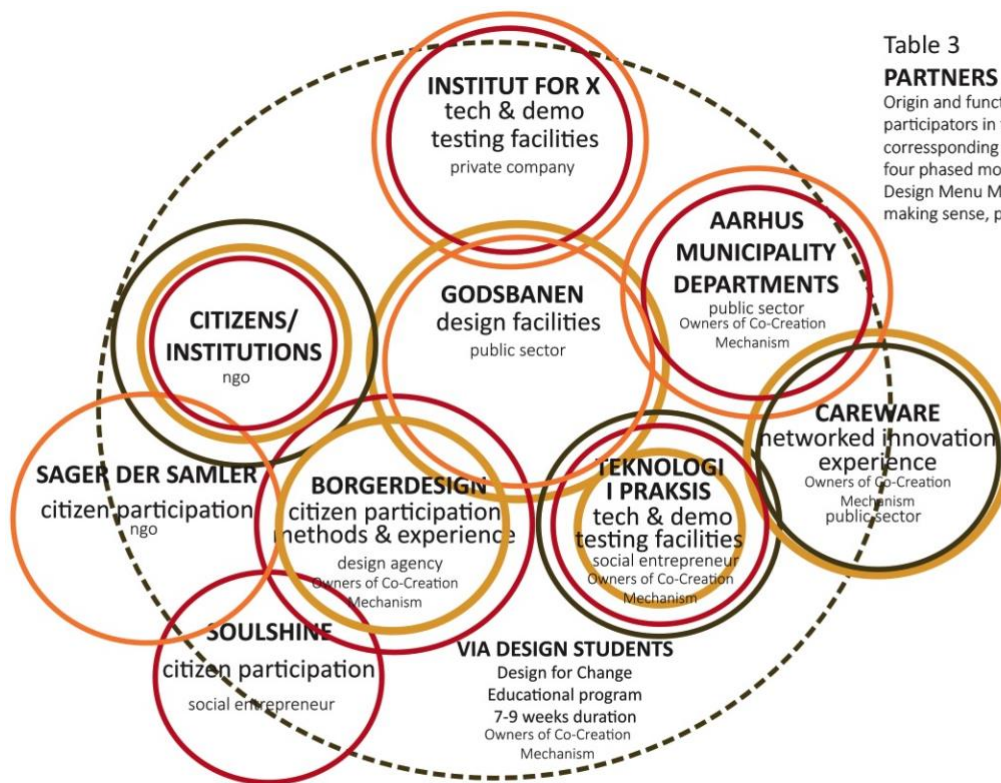 Table 3
PARTNERS
Origin and funct
participators in
corressponding
four phased mo
Design Menu M
making sense, p
INSTITUT FOR X
tech & demo
testing facilities
private company
AARHUS
MUNICIPALITY
DEPARTMENTS
public sector
Owners of Co-Creation
Mechanism
GODSBANEN
design facilities
public sector
CITIZENS/
INSTITUTIONS
ngo
CAREWARE
networked innovation
experience
Owners of Co-Creation
Mechanism
public sector
SAGER DER SAMLER
citizen participation
ngo
BORGERDESIGN
citizen participation
methods & experience
design agency
Owners of Co-Creation
Mechanism
TEKNOLOGI
I PRAKSIS
tech & demo
testing facilities
social entrepreneur
Owners of Co-Creation
Mechanism
SOULSHINE
citizen participation
social entrepreneur
VIA DESIGN STUDENTS
Design for Change
Educational program
7-9 weeks duration
Owners of Co-Creation
Mechanism